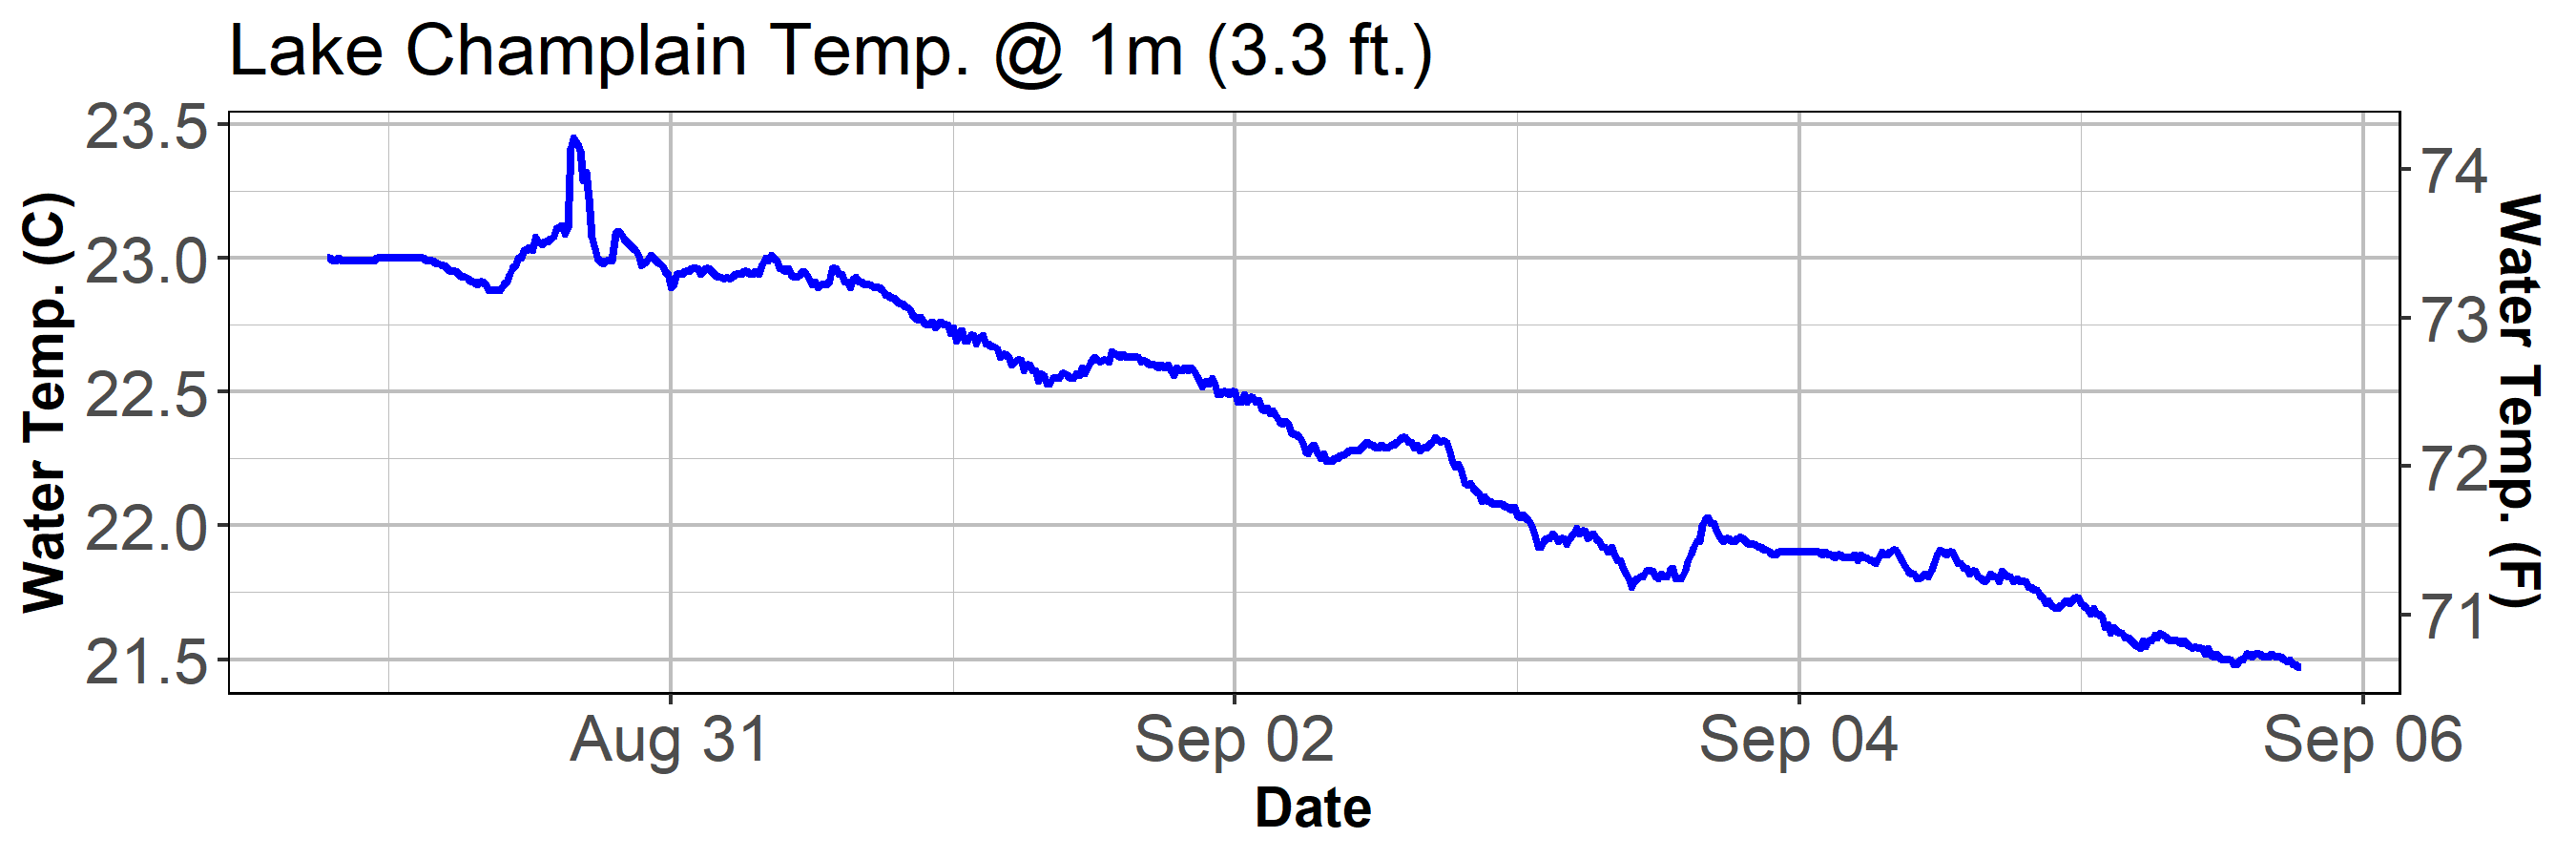 Lake Champlain Temp. @ 1m (3.3 ft.)
Water Temp. (C)
23.5
23.0
22.5
22.0
21.5
74
73
72
71
Water Temp. (F)
Aug 31
Sep 02
Sep 04
Sep 06
Date